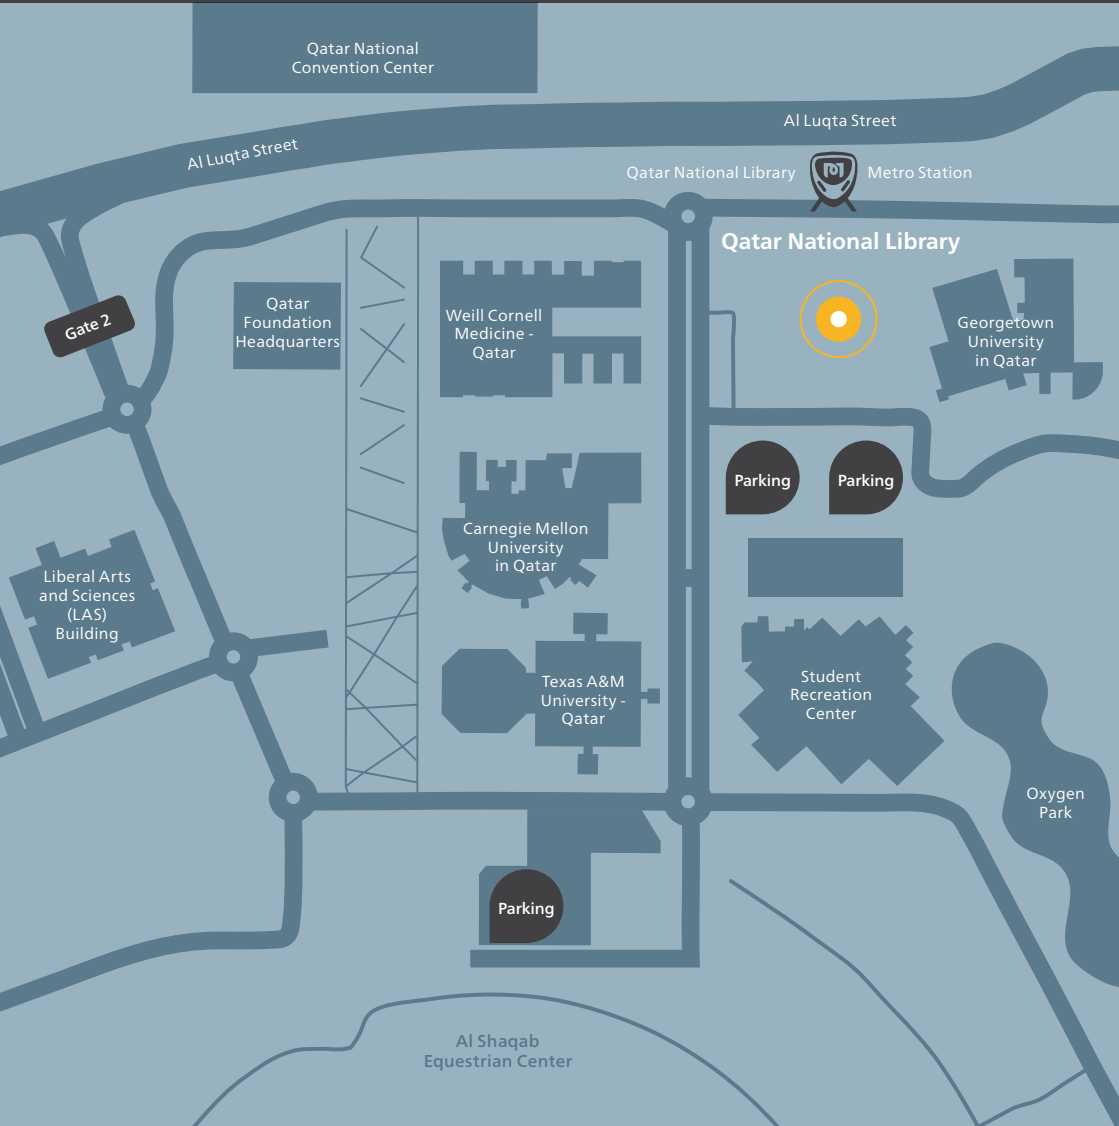 Qatar National
Convention Center
Al Luqta Street
Al Luqta Street
Qatar National Library
Metro Station
Qatar National Library
Gate 2
Qatar
Foundation
Headquarters
Weill Cornell
Medicine -
Qatar
Georgetown
University
in Qatar
Parking
Parking
Carnegie Mellon
University
in Qatar
Liberal Arts
and Sciences
(LAS)
Building
Texas A&M
University -
Qatar
Student
Recreation
Center
Oxygen
Park
Parking
Al Shaqab
Equestrian Center